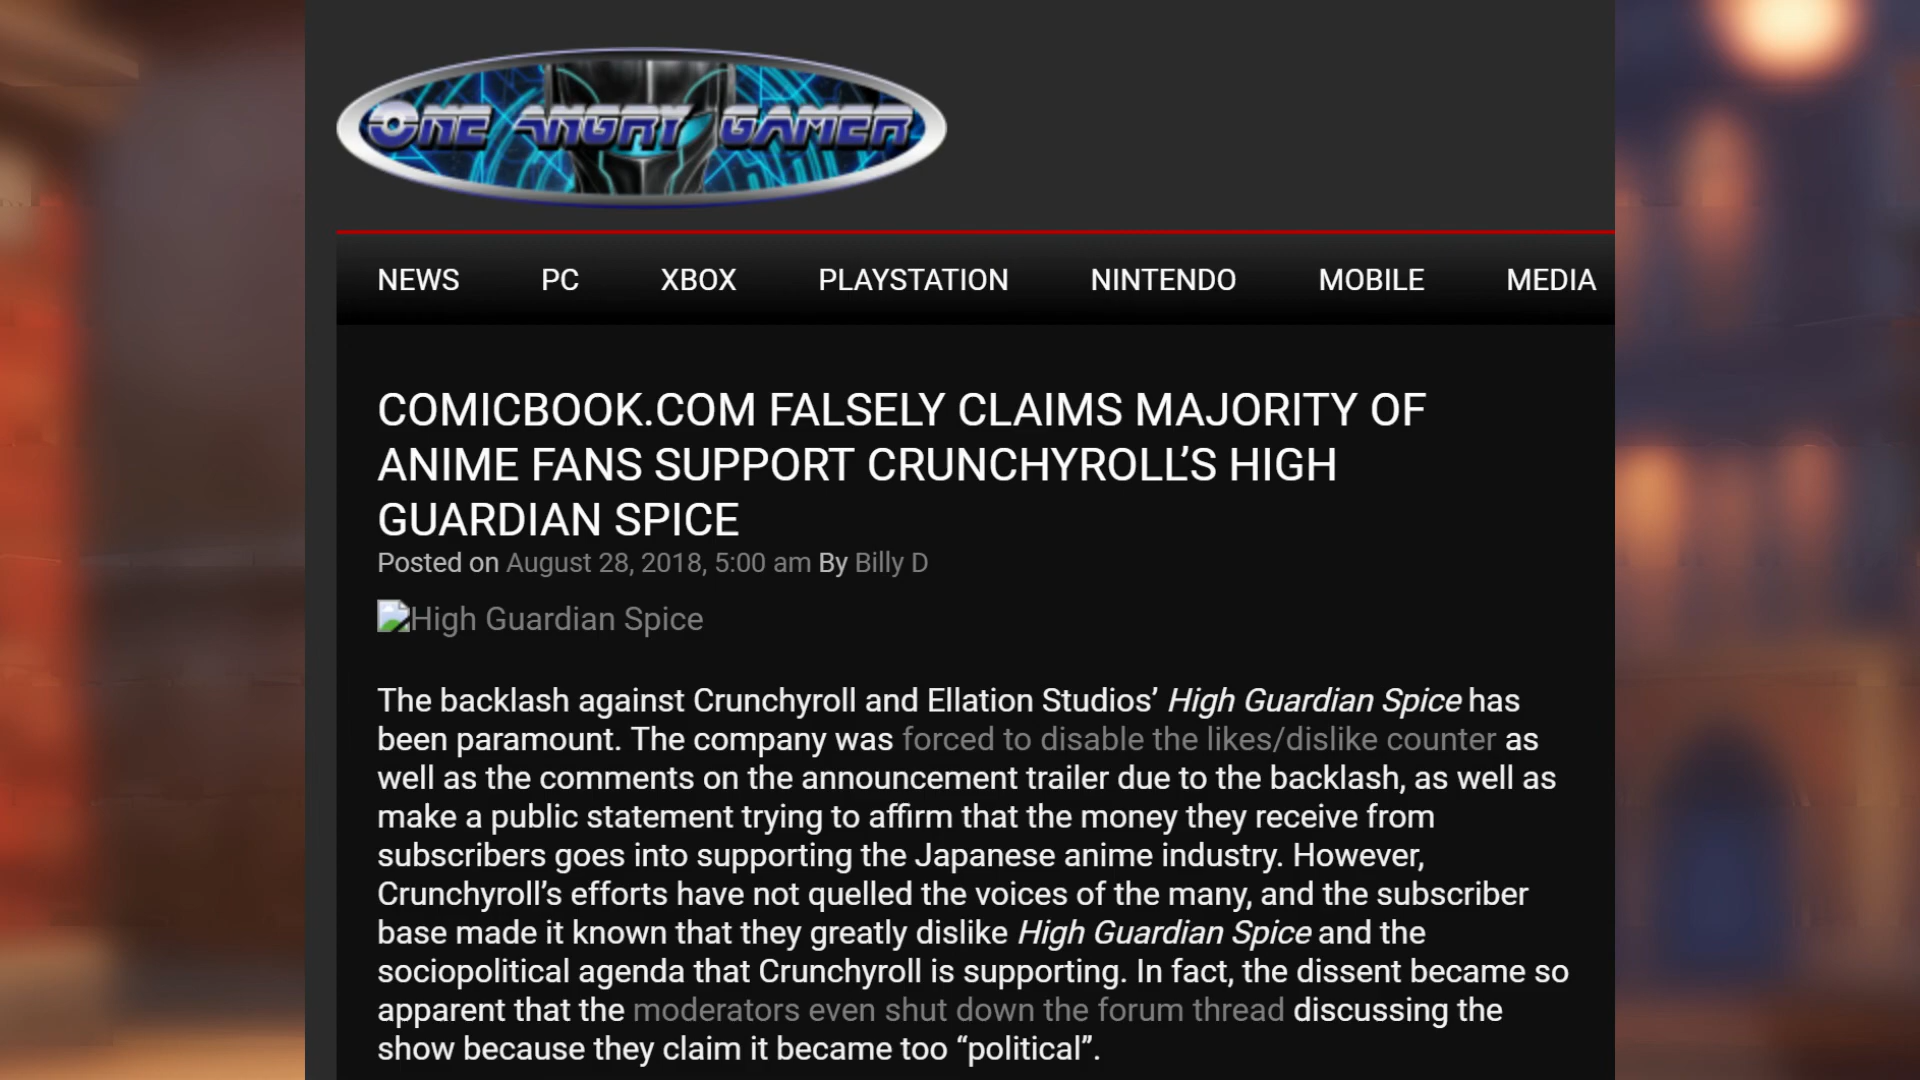 ONE ANGRY GAMER
NEWS PC XBOX PLAYSTATION NINTENDO MOBILE MEDIA
COMICBOOK.COM FALSELY CLAIMS MAJORITY OF
ANIME FANS SUPPORT CRUNCHYROLL’S HIGH
GUARDIAN SPICE
Posted on August 28, 2018, 5:00 am By Billy D
High Guardian Spice
The backlash against Crunchyroll and Ellation Studios’ High Guardian Spice has
been paramount. The company was forced to disable the likes/dislike counter as
well as the comments on the announcement trailer due to the backlash, as well as
make a public statement trying to affirm that the money they receive from
subscribers goes into supporting the Japanese anime industry. However,
Crunchyroll’s efforts have not quelled the voices of the many, and the subscriber
base made it known that they greatly dislike High Guardian Spice and the
sociopolitical agenda that Crunchyroll is supporting. In fact, the dissent became so
apparent that the moderators even shut down the forum thread discussing the
show because they claim it became too “political”.